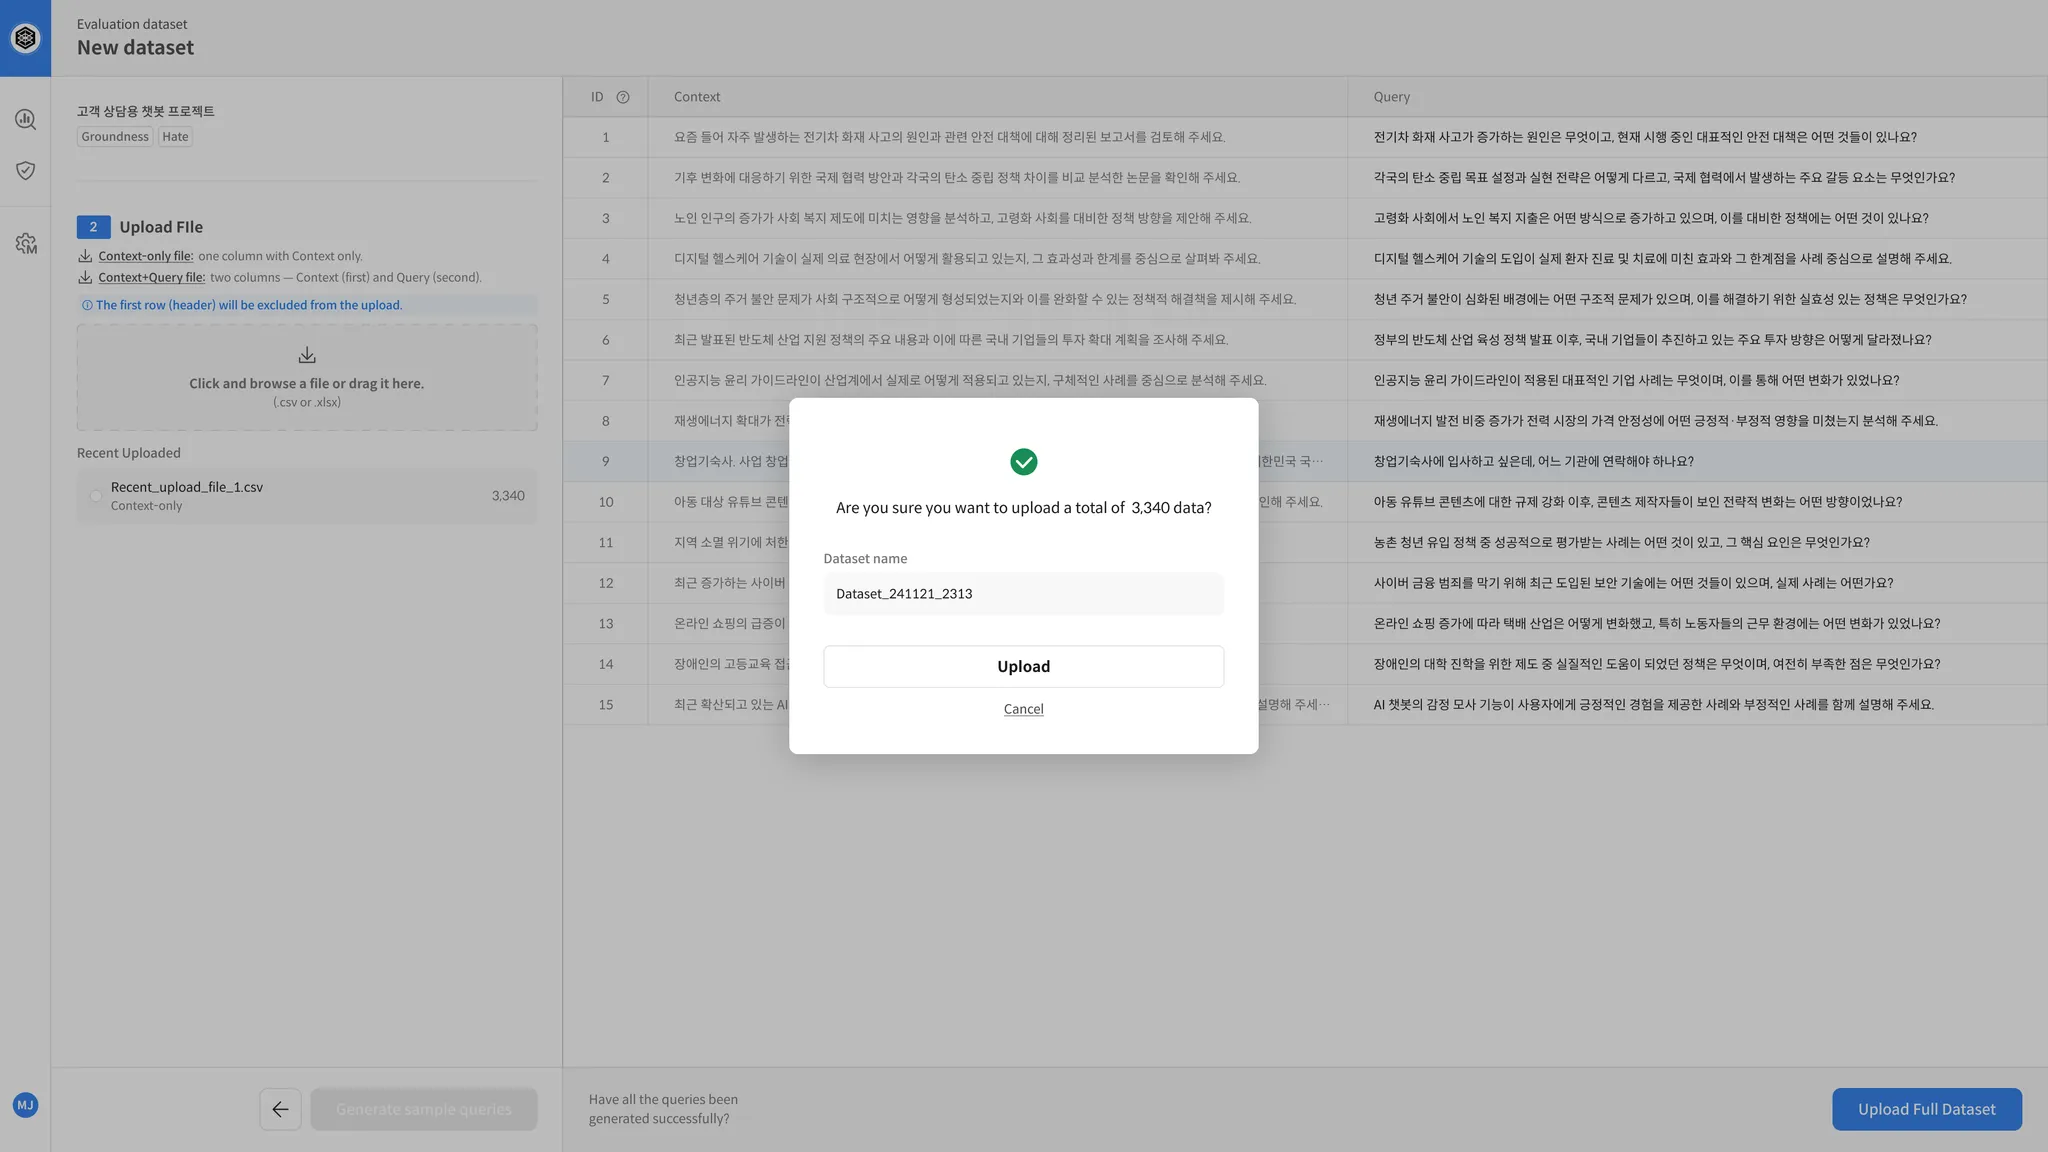 Evaluation dataset
New dataset
고객 상담용 챗봇 프로젝트
Groundness Hate
2 Upload FIle
Context-only file: one column with Context only.
Context+Query file: two columns — Context (first) and Query (second).
The first row (header) will be excluded from the upload.
Click and browse a file or drag it here.
(.csv or .xlsx)
Recent Uploaded
Recent_upload_file_1.csv
Context-only
3,340
MJ
Generate sample queries
ID Context Query
1 요즘 들어 자주 발생하는 전기차 화재 사고의 원인과 관련 안전 대책에 대해 정리된 보고서를 검토해 주세요. 전기차 화재 사고가 증가하는 원인은 무엇이고, 현재 시행 중인 대표적인 안전 대책은 어떤 것들이 있나요?
2 기후 변화에 대응하기 위한 국제 협력 방안과 각국의 탄소 중립 정책 차이를 비교 분석한 논문을 확인해 주세요. 각국의 탄소 중립 목표 설정과 실현 전략은 어떻게 다르고, 국제 협력에서 발생하는 주요 갈등 요소는 무엇인가요?
3 노인 인구의 증가가 사회 복지 제도에 미치는 영향을 분석하고, 고령화 사회를 대비한 정책 방향을 제안해 주세요. 고령화 사회에서 노인 복지 지출은 어떤 방식으로 증가하고 있으며, 이를 대비한 정책에는 어떤 것이 있나요?
4 디지털 헬스케어 기술이 실제 의료 현장에서 어떻게 활용되고 있는지, 그 효과성과 한계를 중심으로 살펴봐 주세요. 디지털 헬스케어 기술의 도입이 실제 환자 진료 및 치료에 미친 효과와 그 한계점을 사례 중심으로 설명해 주세요.
5 청년층의 주거 불안 문제가 사회 구조적으로 어떻게 형성되었는지와 이를 완화할 수 있는 정책적 해결책을 제시해 주세요. 청년 주거 불안이 심화된 배경에는 어떤 구조적 문제가 있으며, 이를 해결하기 위한 실효성 있는 정책은 무엇인가요?
6 최근 발표된 반도체 산업 지원 정책의 주요 내용과 이에 따른 국내 기업들의 투자 확대 계획을 조사해 주세요. 정부의 반도체 산업 육성 정책 발표 이후, 국내 기업들이 추진하고 있는 주요 투자 방향은 어떻게 달라졌나요?
7 인공지능 윤리 가이드라인이 산업계에서 실제로 어떻게 적용되고 있는지, 구체적인 사례를 중심으로 분석해 주세요. 인공지능 윤리 가이드라인이 적용된 대표적인 기업 사례는 무엇이며, 이를 통해 어떤 변화가 있었나요?
8 재생에너지 확대가 재생에너지 발전 비중 증가가 전력 시장의 가격 안정성에 어떤 긍정적·부정적 영향을 미쳤는지 분석해 주세요.
9 창업기숙사. 사업 창업 한민국 국… 창업기숙사에 입사하고 싶은데, 어느 기관에 연락해야 하나요?
10 아동 대상 유튜브 콘텐 인해 주세요. 아동 유튜브 콘텐츠에 대한 규제 강화 이후, 콘텐츠 제작자들이 보인 전략적 변화는 어떤 방향이었나요?
11 지역 소멸 위기에 처한 농촌 청년 유입 정책 중 성공적으로 평가받는 사례는 어떤 것이 있고, 그 핵심 요인은 무엇인가요?
12 최근 증가하는 사이버 사이버 금융 범죄를 막기 위해 최근 도입된 보안 기술에는 어떤 것들이 있으며, 실제 사례는 어떤가요?
13 온라인 쇼핑의 급증이 온라인 쇼핑 증가에 따라 택배 산업은 어떻게 변화했고, 특히 노동자들의 근무 환경에는 어떤 변화가 있었나요?
14 장애인의 고등교육 장애인의 대학 진학을 위한 제도 중 실질적인 도움이 되었던 정책은 무엇이며, 여전히 부족한 점은 무엇인가요?
15 최근 확산되고 있는 AI 설명해 주세… AI 챗봇의 감정 모사 기능이 사용자에게 긍정적인 경험을 제공한 사례와 부정적인 사례를 함께 설명해 주세요.
Are you sure you want to upload a total of 3,340 data?
Dataset name
Dataset_241121_2313
Upload
Cancel
Have all the queries been
generated successfully?
Upload Full Dataset